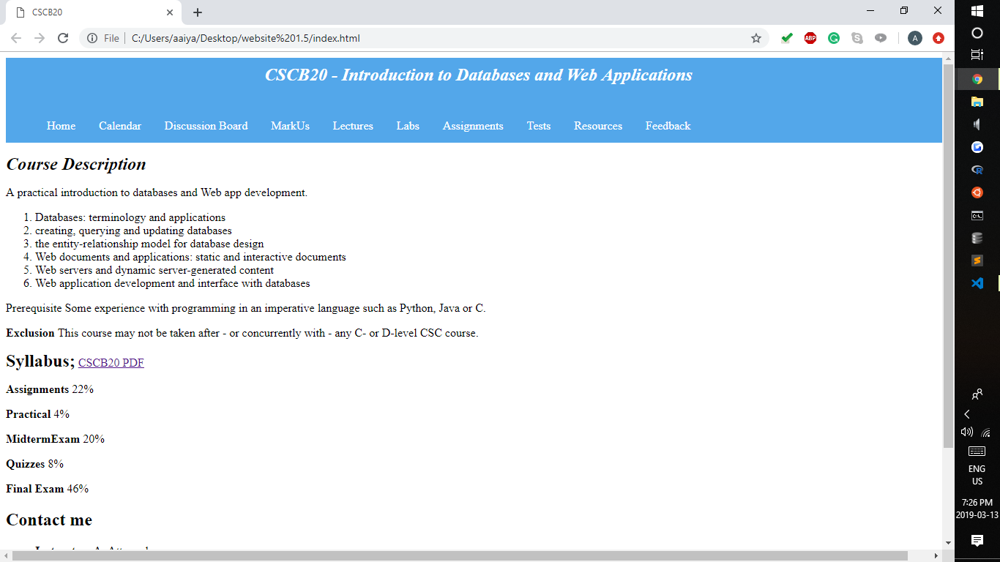 CSCB20
File
C:/Users/aaiya/Desktop/website%201.5/index.html
ABP
A
CSCB20 - Introduction to Databases and Web Applications
Home Calendar Discussion Board MarkUs Lectures Labs Assignments Tests Resources Feedback
Course Description
A practical introduction to databases and Web app development.
1. Databases: terminology and applications
2. creating, querying and updating databases
3. the entity-relationship model for database design
4. Web documents and applications: static and interactive documents
5. Web servers and dynamic server-generated content
6. Web application development and interface with databases
Prerequisite Some experience with programming in an imperative language such as Python, Java or C.
Exclusion This course may not be taken after - or concurrently with - any C- or D-level CSC course.
Syllabus; CSCB20 PDF
Assignments 22%
Practical 4%
MidtermExam 20%
Quizzes 8%
Final Exam 46%
Contact me
ENG
US
7:26 PM
2019-03-13